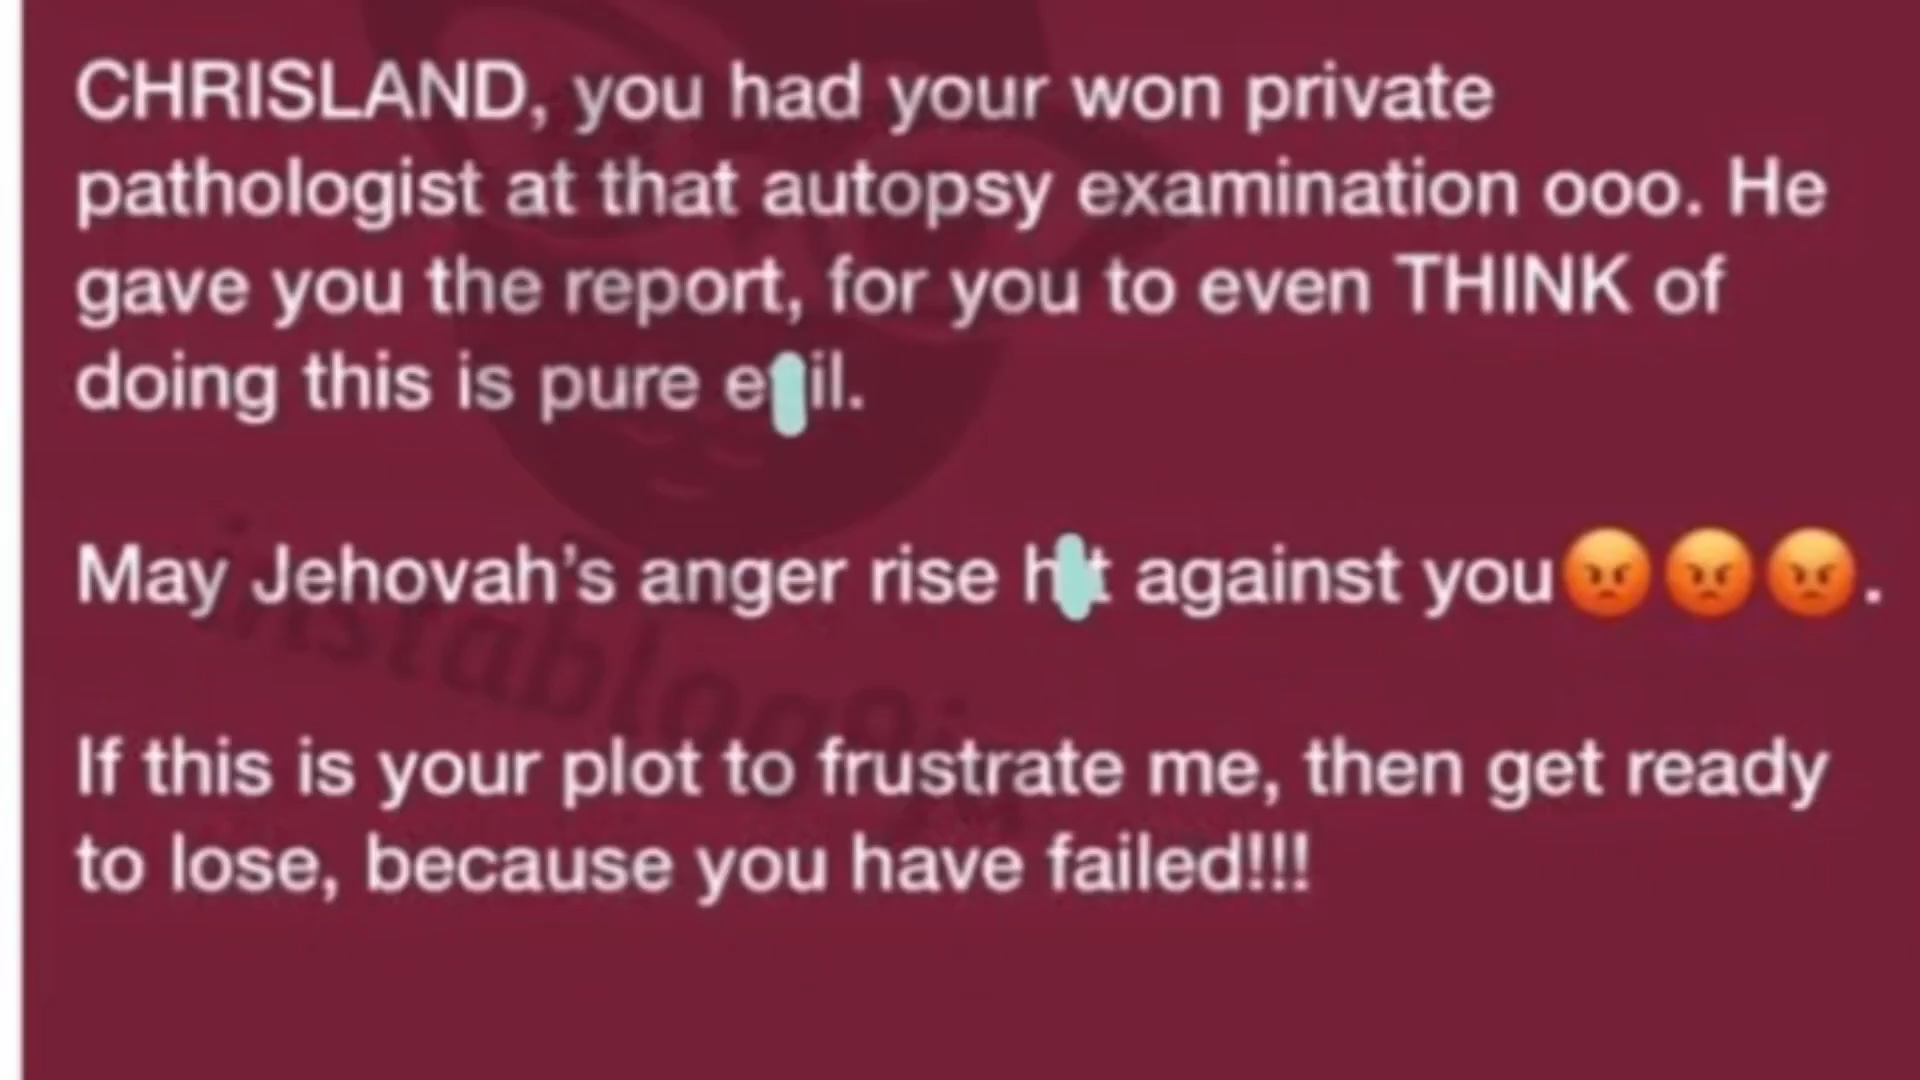 CHRISLAND, you had your won private
pathologist at that autopsy examination ooo. He
gave you the report, for you to even THINK of
doing this is pure e il.
May Jehovah's anger rise h t against you😡😡😡.
instablog9ja
If this is your plot to frustrate me, then get ready
to lose, because you have failed!!!